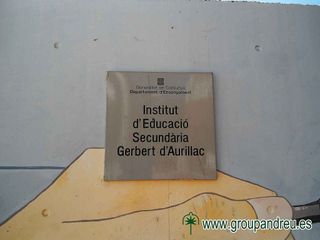 Generalitat de Catalunya
Departament d'Ensenyament
Institut
d'Educació
Secundària
Gerbert d'Aurillac
www.groupandreu.es